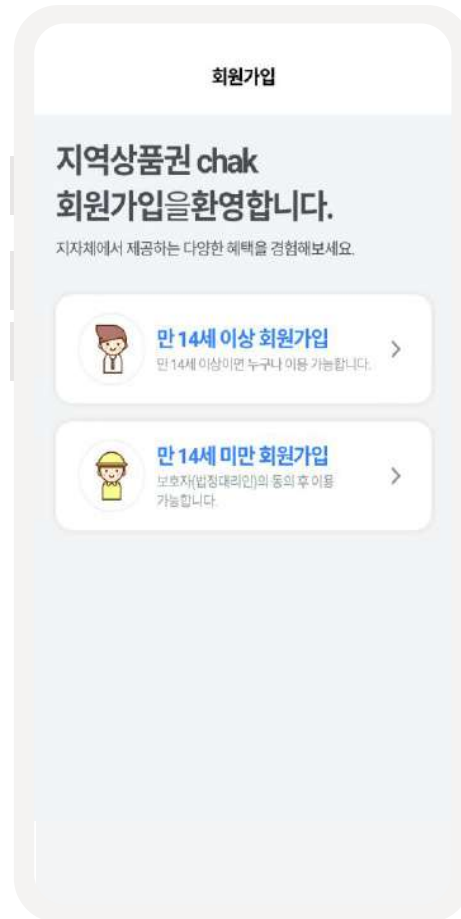 회원가입
지역상품권 chak
회원가입을환영합니다.
지자체에서 제공하는 다양한 혜택을 경험해보세요.
만 14세 이상 회원가입
만 14세 이상이면 누구나 이용 가능합니다.
만 14세 미만 회원가입
보호자(법정대리인)의 동의 후 이용
가능합니다.